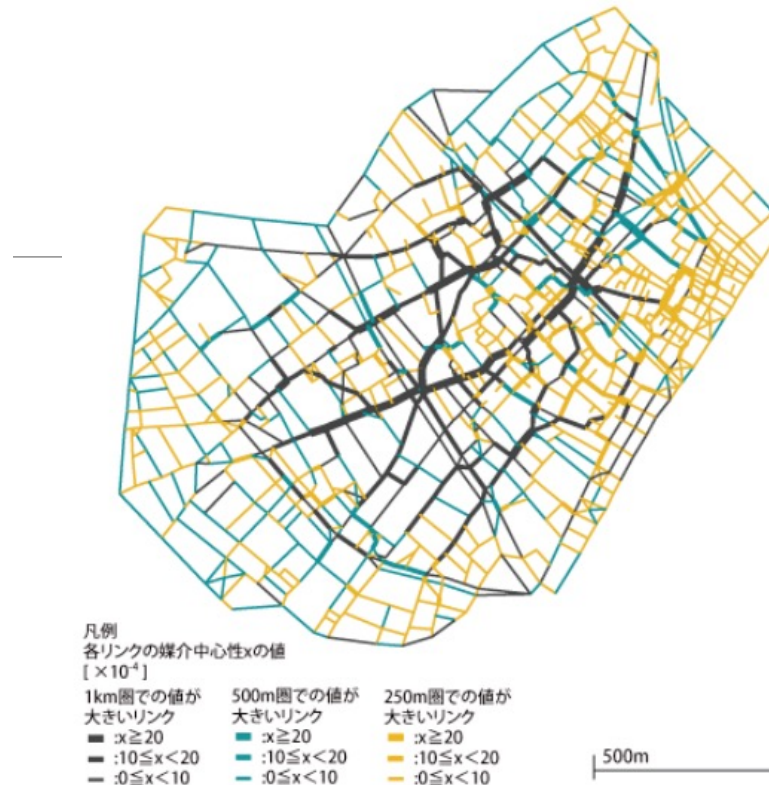 凡例
各リンクの媒介中心性xの値
[ ×10⁻⁴ ]
1km圏での値が
大きいリンク
:x≧20
:10≦x<20
:0≦x<10
500m圏での値が
大きいリンク
:x≧20
:10≦x<20
:0≦x<10
250m圏での値が
大きいリンク
:x≧20
:10≦x<20
:0≦x<10
500m